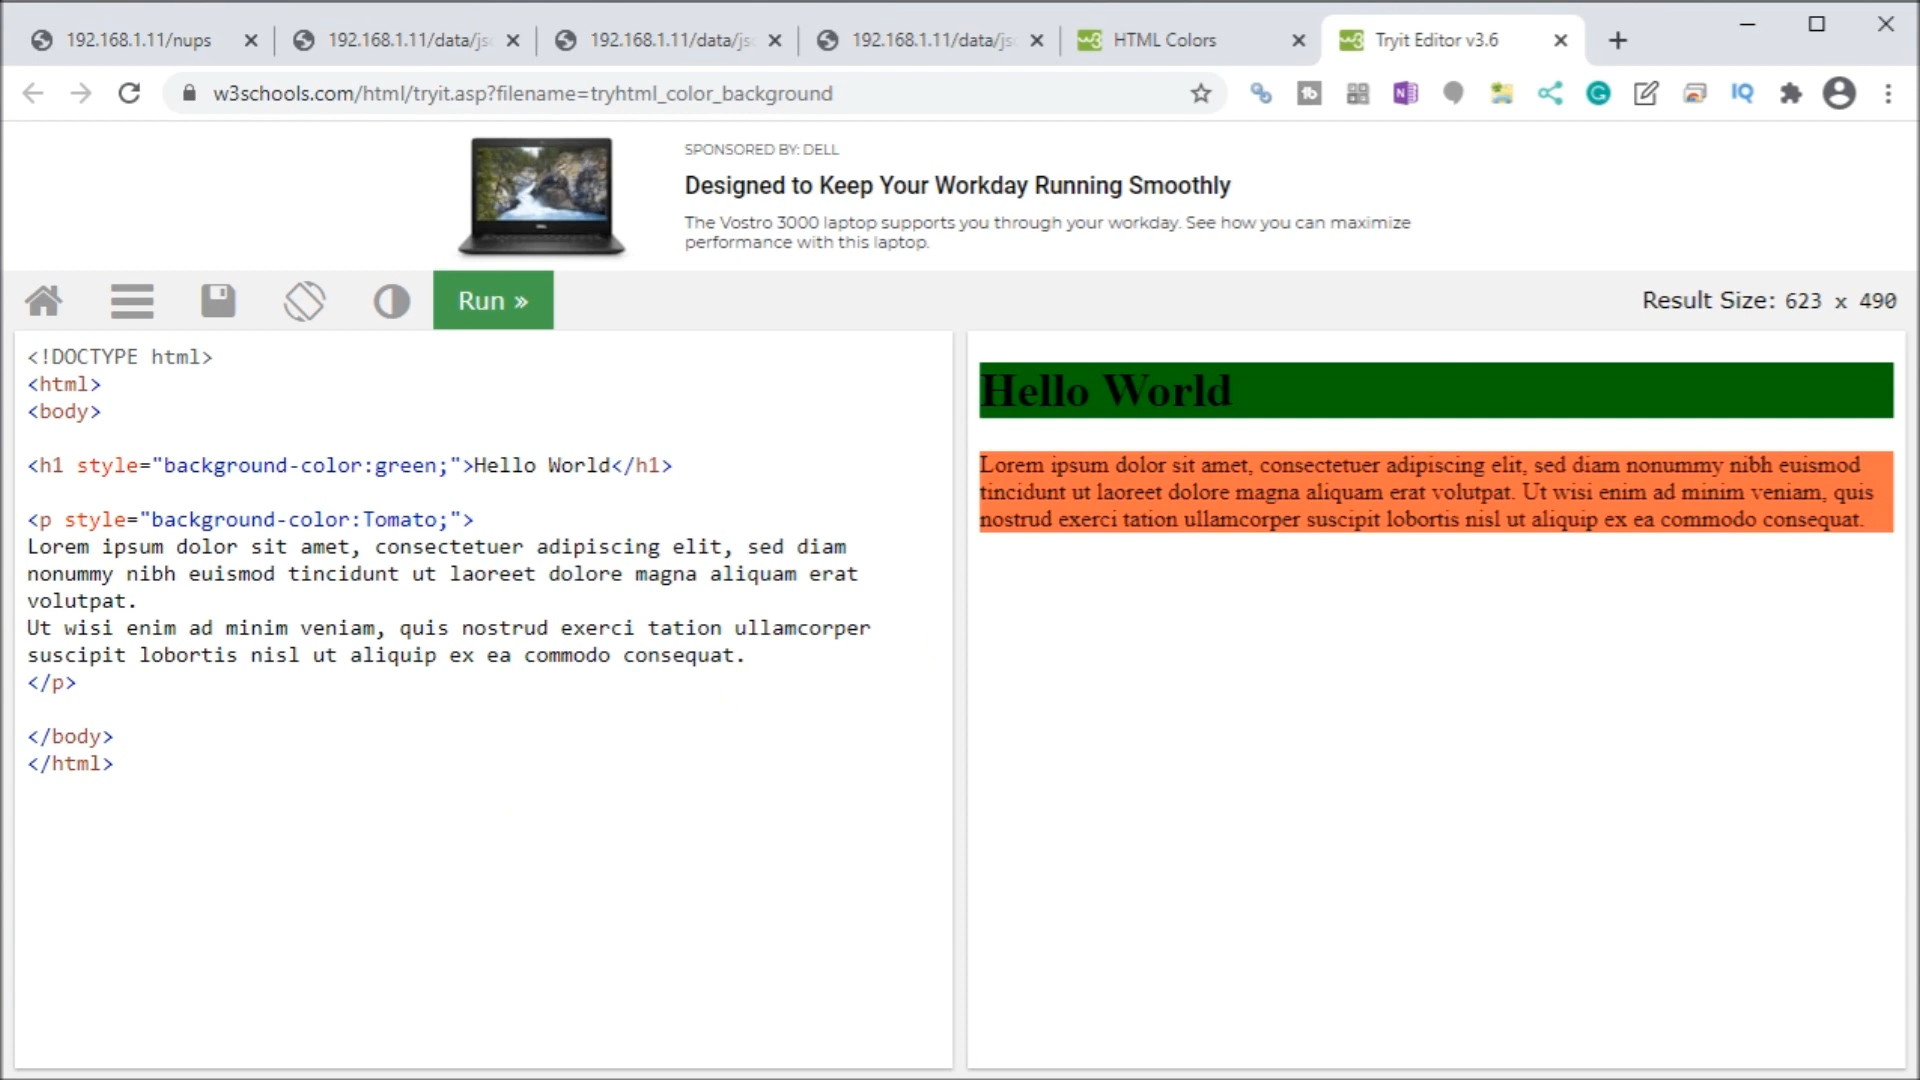 192.168.1.11/nups
192.168.1.11/data/js
192.168.1.11/data/js
192.168.1.11/data/js
HTML Colors
Tryit Editor v3.6
w3schools.com/html/tryit.asp?filename=tryhtml_color_background
SPONSORED BY: DELL
Designed to Keep Your Workday Running Smoothly
The Vostro 3000 laptop supports you through your workday. See how you can maximize
performance with this laptop.
Run »
Result Size: 623 x 490
<!DOCTYPE html>
<html>
<body>
<h1 style="background-color:green;">Hello World</h1>
<p style="background-color:Tomato;">
Lorem ipsum dolor sit amet, consectetuer adipiscing elit, sed diam
nonummy nibh euismod tincidunt ut laoreet dolore magna aliquam erat
volutpat.
Ut wisi enim ad minim veniam, quis nostrud exerci tation ullamcorper
suscipit lobortis nisl ut aliquip ex ea commodo consequat.
</p>
</body>
</html>
Hello World
Lorem ipsum dolor sit amet, consectetuer adipiscing elit, sed diam nonummy nibh euismod
tincidunt ut laoreet dolore magna aliquam erat volutpat. Ut wisi enim ad minim veniam, quis
nostrud exerci tation ullamcorper suscipit lobortis nisl ut aliquip ex ea commodo consequat.